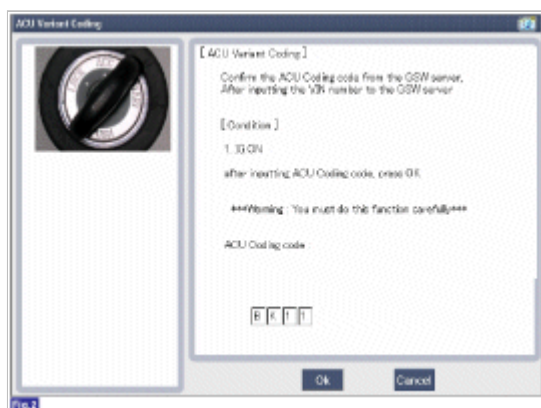 ACU Variant Coding
[ ACU Variant Coding ]
Confirm the ACU Coding code from the GSW server,
After inputting the VIN number to the GSW server
[ Condition ]
1. IG ON
after inputting ACU Coding code, press OK
***Warning : You must do this function carefully***
ACU Coding code :
B K 1 1
Ok Cancel
Fig.2